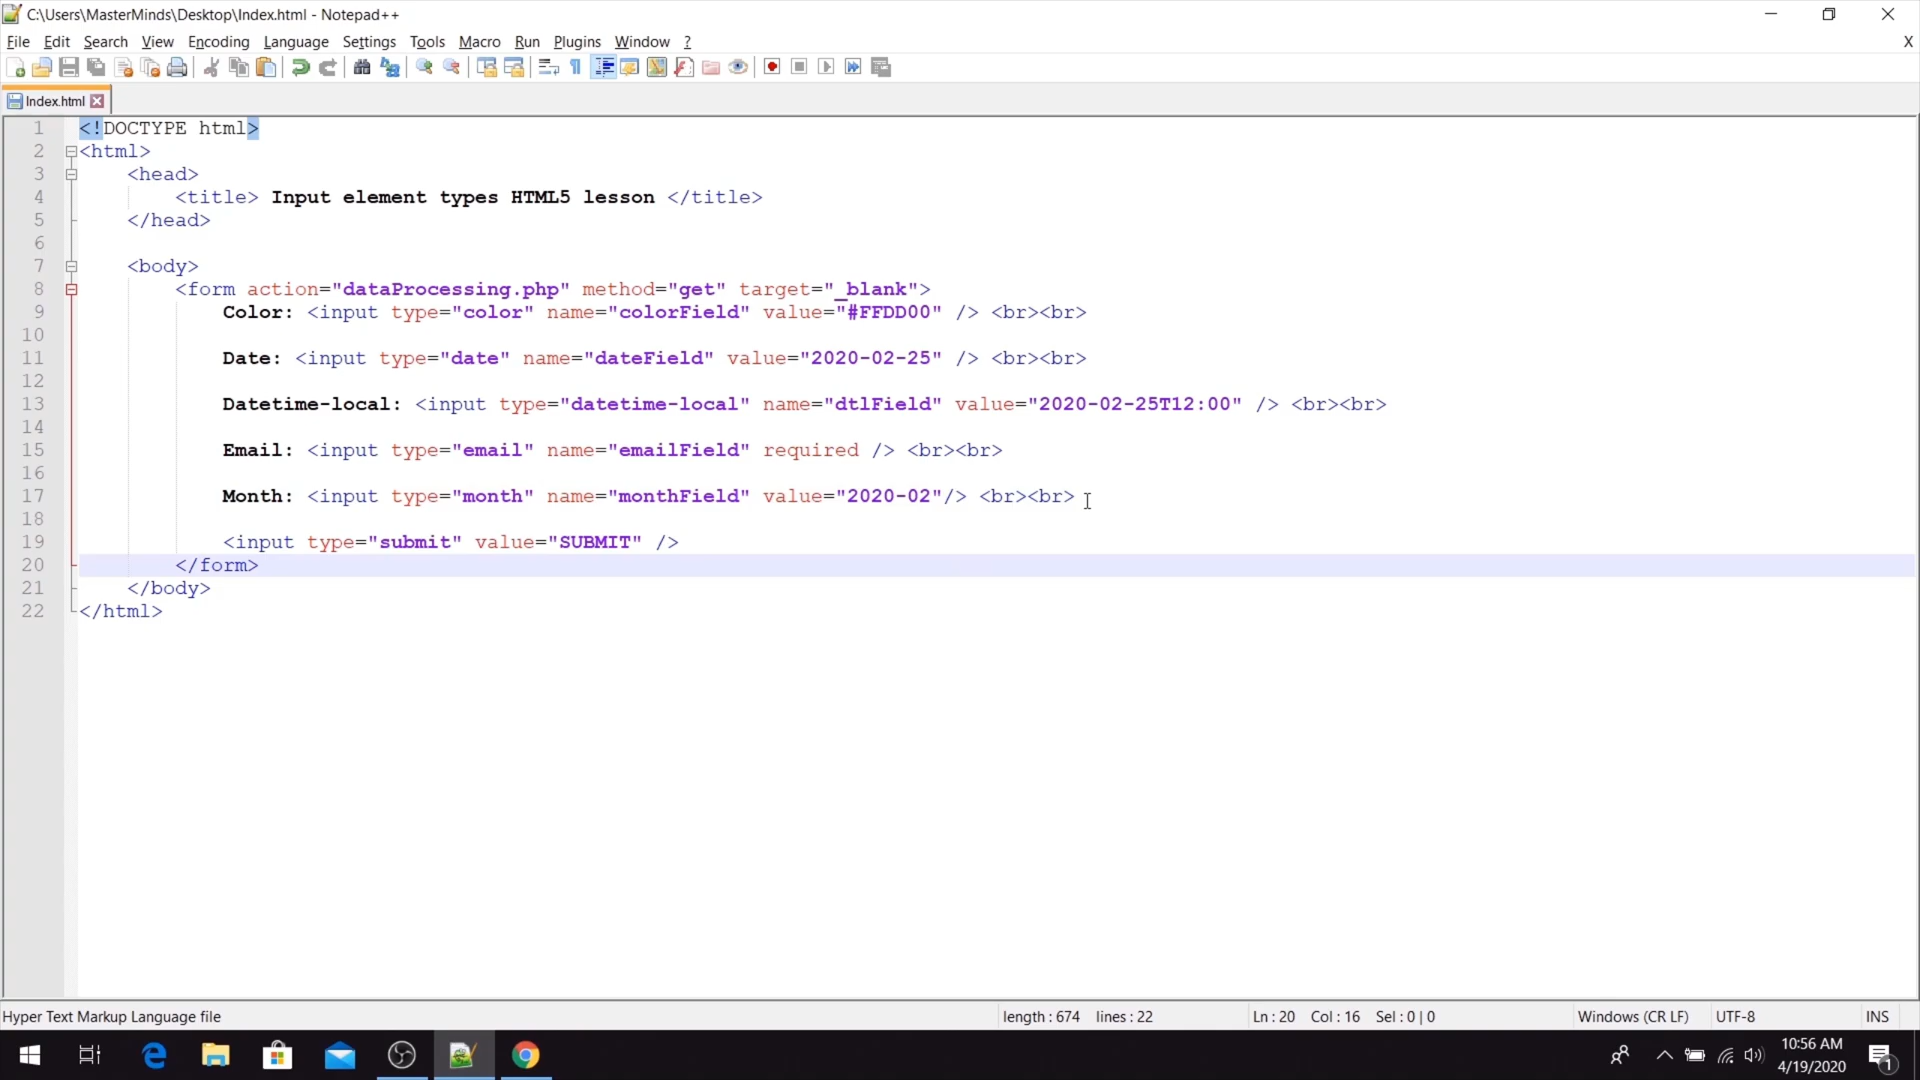 C:\Users\MasterMinds\Desktop\Index.html - Notepad++
File Edit Search View Encoding Language Settings Tools Macro Run Plugins Window ? X
Index.html
1 <!DOCTYPE html>
2 <html>
3 <head>
4 <title> Input element types HTML5 lesson </title>
5 </head>
6
7 <body>
8 <form action="dataProcessing.php" method="get" target="_blank">
9 Color: <input type="color" name="colorField" value="#FFDD00" /> <br><br>
10
11 Date: <input type="date" name="dateField" value="2020-02-25" /> <br><br>
12
13 Datetime-local: <input type="datetime-local" name="dtlField" value="2020-02-25T12:00" /> <br><br>
14
15 Email: <input type="email" name="emailField" required /> <br><br>
16
17 Month: <input type="month" name="monthField" value="2020-02"/> <br><br>
18
19 <input type="submit" value="SUBMIT" />
20 </form>
21 </body>
22 </html>
Hyper Text Markup Language file length : 674 lines : 22 Ln : 20 Col : 16 Sel : 0 | 0 Windows (CR LF) UTF-8 INS
10:56 AM
4/19/2020
1